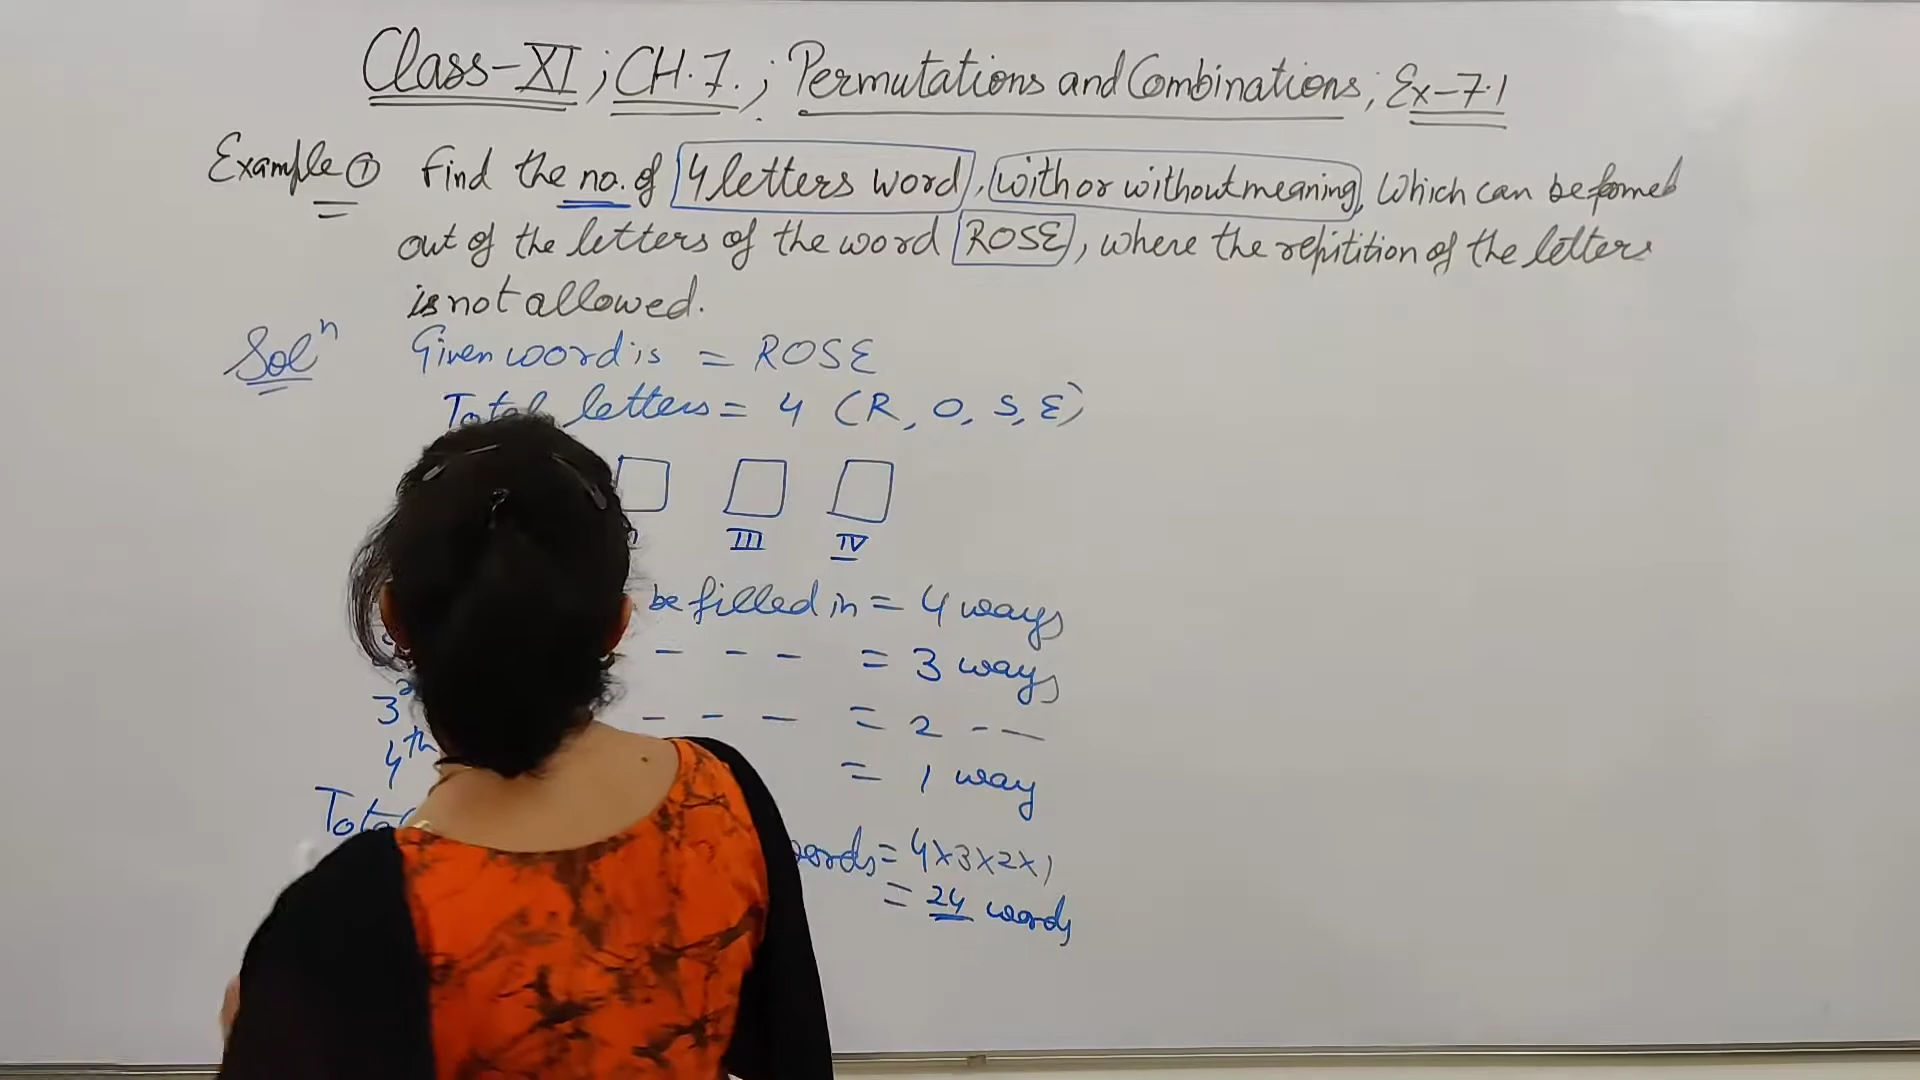 Class-XI; CH.7.; Permutations and Combinations; Ex-7.1
Example ① Find the no. of 4 letters word, with or without meaning, which can be formed
out of the letters of the word ROSE, where the repitition of the letters
is not allowed.
Solⁿ Given word is = ROSE
Total letters = 4 (R, O, S, E)
III IV
be filled in = 4 ways
- - - = 3 ways
3 - - - = 2 - -
4th = 1 way
Total words = 4×3×2×1
= 24 words